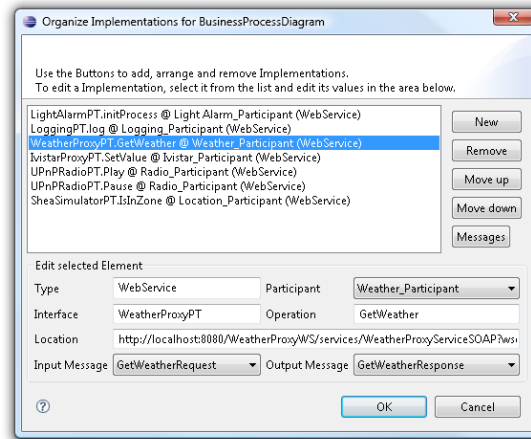 Organize Implementations for BusinessProcessDiagram
Use the Buttons to add, arrange and remove Implementations.
To edit a Implementation, select it from the list and edit its values in the area below.
LightAlarmPT.initProcess @ Light Alarm_Participant (WebService)
LoggingPT.log @ Logging_Participant (WebService)
WeatherProxyPT.GetWeather @ Weather_Participant (WebService)
IvistarProxyPT.SetValue @ Ivistar_Participant (WebService)
UPnPRadioPT.Play @ Radio_Participant (WebService)
UPnPRadioPT.Pause @ Radio_Participant (WebService)
SheaSimulatorPT.IsInZone @ Location_Participant (WebService)
New
Remove
Move up
Move down
Messages
Edit selected Element
Type WebService Participant Weather_Participant
Interface WeatherProxyPT Operation GetWeather
Location http://localhost:8080/WeatherProxyWS/services/WeatherProxyServiceSOAP?ws
Input Message GetWeatherRequest Output Message GetWeatherResponse
? OK Cancel